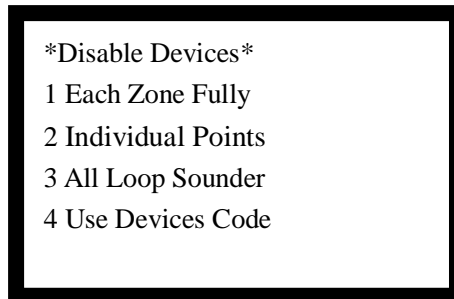 *Disable Devices*
1 Each Zone Fully
2 Individual Points
3 All Loop Sounder
4 Use Devices Code